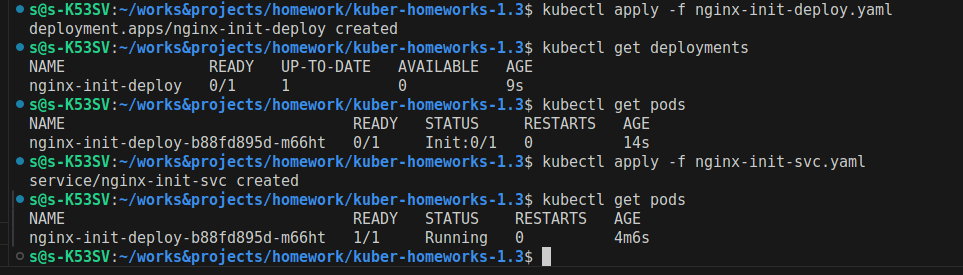 s@s-K53SV:~/works&projects/homework/kuber-homeworks-1.3$ kubectl apply -f nginx-init-deploy.yaml
deployment.apps/nginx-init-deploy created
s@s-K53SV:~/works&projects/homework/kuber-homeworks-1.3$ kubectl get deployments
NAME                READY   UP-TO-DATE   AVAILABLE   AGE
nginx-init-deploy   0/1     1            0           9s
s@s-K53SV:~/works&projects/homework/kuber-homeworks-1.3$ kubectl get pods
NAME                                READY   STATUS     RESTARTS   AGE
nginx-init-deploy-b88fd895d-m66ht   0/1     Init:0/1   0          14s
s@s-K53SV:~/works&projects/homework/kuber-homeworks-1.3$ kubectl apply -f nginx-init-svc.yaml
service/nginx-init-svc created
s@s-K53SV:~/works&projects/homework/kuber-homeworks-1.3$ kubectl get pods
NAME                                READY   STATUS    RESTARTS   AGE
nginx-init-deploy-b88fd895d-m66ht   1/1     Running   0          4m6s
s@s-K53SV:~/works&projects/homework/kuber-homeworks-1.3$